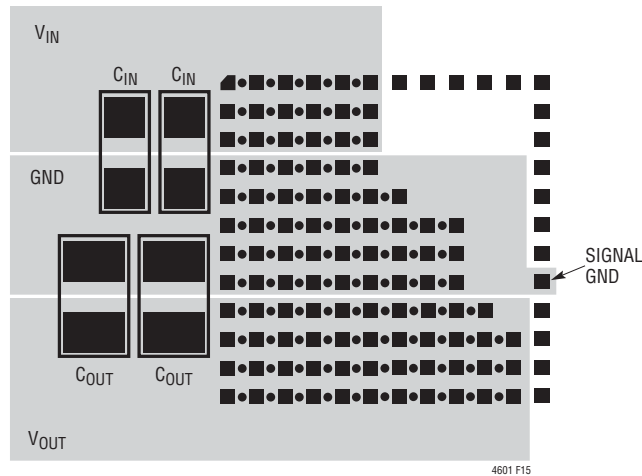 VIN
CIN CIN
GND
SIGNAL
GND
COUT COUT
VOUT
4601 F15